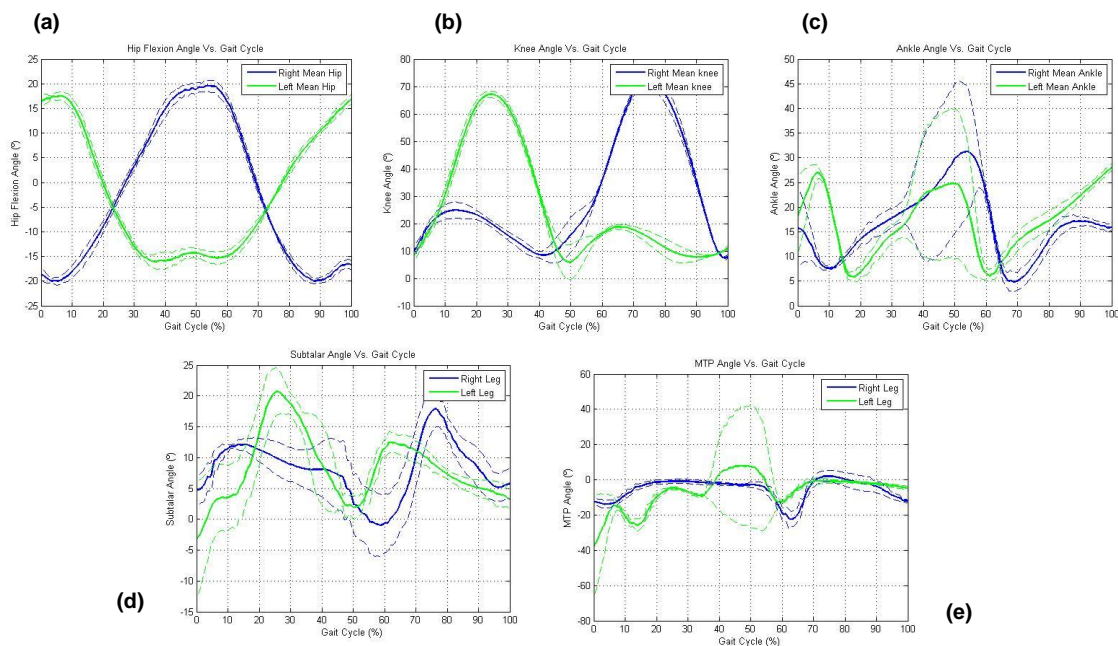 (a)
Hip Flexion Angle Vs. Gait Cycle
Right Mean Hip
Left Mean Hip
Hip Flexion Angle (º)
25
20
15
10
5
0
-5
-10
-15
-20
-25
0 10 20 30 40 50 60 70 80 90 100
Gait Cycle (%)
(b)
Knee Angle Vs. Gait Cycle
Right Mean knee
Left Mean knee
Knee Angle (º)
80
70
60
50
40
30
20
10
0
-10
0 10 20 30 40 50 60 70 80 90 100
Gait Cycle (%)
(c)
Ankle Angle Vs. Gait Cycle
Right Mean Ankle
Left Mean Ankle
Ankle Angle (º)
50
45
40
35
30
25
20
15
10
5
0
0 10 20 30 40 50 60 70 80 90 100
Gait Cycle (%)
(d)
Subtalar Angle Vs. Gait Cycle
Right Leg
Left Leg
Subtalar Angle (º)
25
20
15
10
5
0
-5
-10
-15
0 10 20 30 40 50 60 70 80 90 100
Gait Cycle (%)
MTP Angle Vs. Gait Cycle
Right Leg
Left Leg
MTP Angle (º)
60
40
20
0
-20
-40
-60
-80
0 10 20 30 40 50 60 70 80 90 100
Gait Cycle (%)
(e)